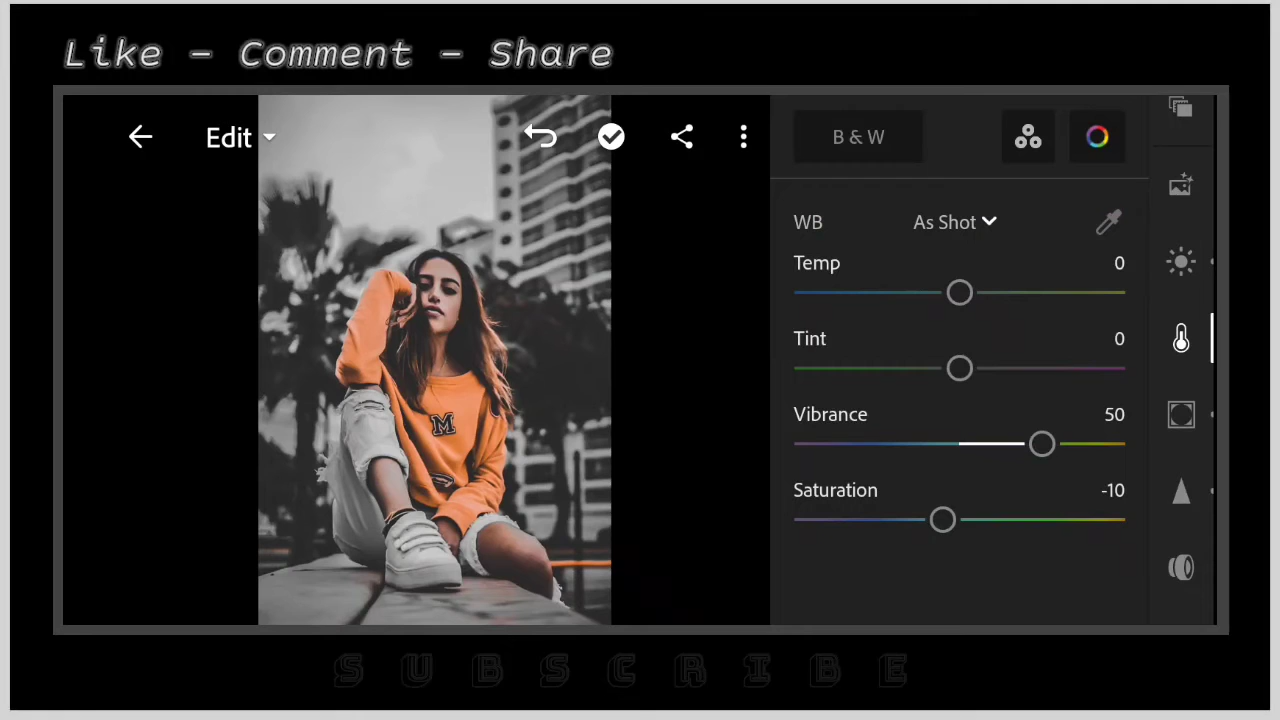 Like - Comment - Share
Edit
B & W
WB As Shot
Temp 0
Tint 0
Vibrance 50
Saturation -10
M
SUBSCRIBE